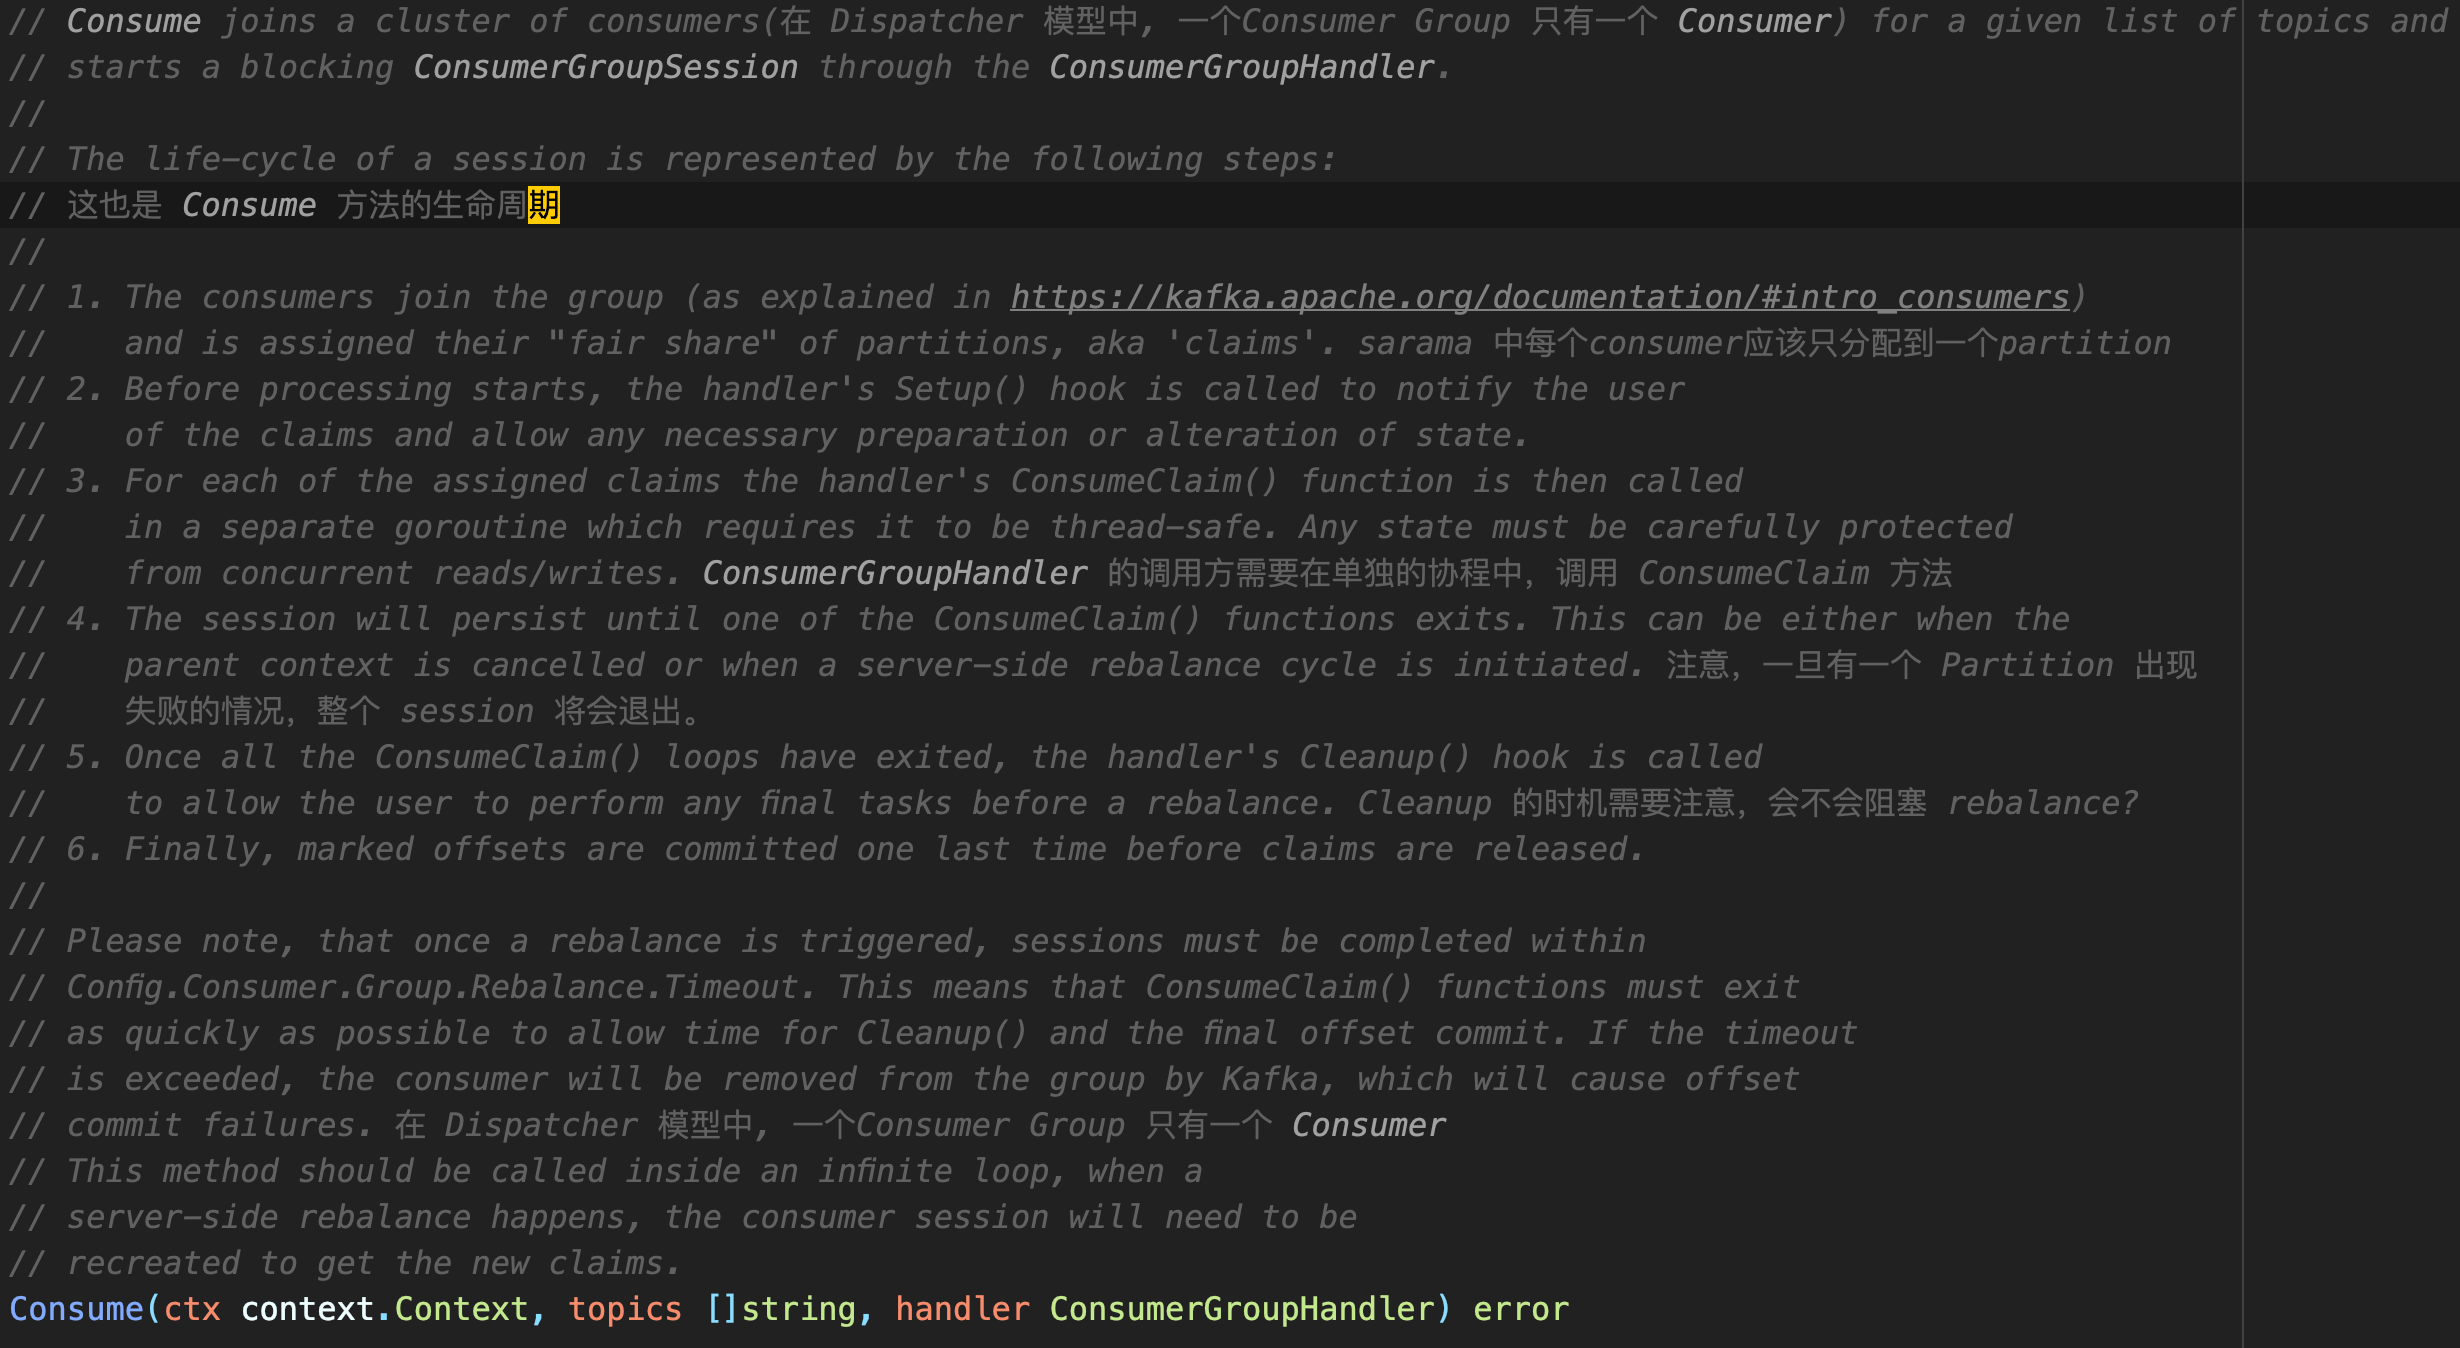 // Consume joins a cluster of consumers(在 Dispatcher 模型中, 一个Consumer Group 只有一个 Consumer) for a given list of topics and
// starts a blocking ConsumerGroupSession through the ConsumerGroupHandler.
//
// The life-cycle of a session is represented by the following steps:
// 这也是 Consume 方法的生命周期
//
// 1. The consumers join the group (as explained in https://kafka.apache.org/documentation/#intro_consumers)
//    and is assigned their "fair share" of partitions, aka 'claims'. sarama 中每个consumer应该只分配到一个partition
// 2. Before processing starts, the handler's Setup() hook is called to notify the user
//    of the claims and allow any necessary preparation or alteration of state.
// 3. For each of the assigned claims the handler's ConsumeClaim() function is then called
//    in a separate goroutine which requires it to be thread-safe. Any state must be carefully protected
//    from concurrent reads/writes. ConsumerGroupHandler 的调用方需要在单独的协程中，调用 ConsumeClaim 方法
// 4. The session will persist until one of the ConsumeClaim() functions exits. This can be either when the
//    parent context is cancelled or when a server-side rebalance cycle is initiated. 注意，一旦有一个 Partition 出现
//    失败的情况，整个 session 将会退出。
// 5. Once all the ConsumeClaim() loops have exited, the handler's Cleanup() hook is called
//    to allow the user to perform any final tasks before a rebalance. Cleanup 的时机需要注意，会不会阻塞 rebalance?
// 6. Finally, marked offsets are committed one last time before claims are released.
//
// Please note, that once a rebalance is triggered, sessions must be completed within
// Config.Consumer.Group.Rebalance.Timeout. This means that ConsumeClaim() functions must exit
// as quickly as possible to allow time for Cleanup() and the final offset commit. If the timeout
// is exceeded, the consumer will be removed from the group by Kafka, which will cause offset
// commit failures. 在 Dispatcher 模型中, 一个Consumer Group 只有一个 Consumer
// This method should be called inside an infinite loop, when a
// server-side rebalance happens, the consumer session will need to be
// recreated to get the new claims.
Consume(ctx context.Context, topics []string, handler ConsumerGroupHandler) error